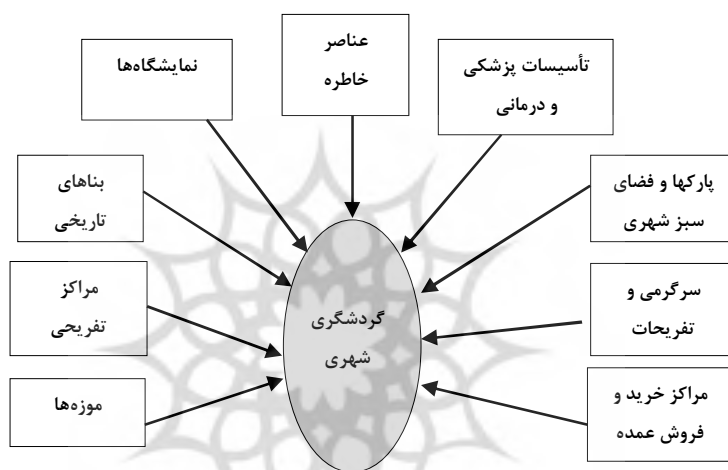 عناصر
خاطره
تأسیسات پزشکی
و درمانی
نمایشگاه‌ها
پارکها و فضای
سبز شهری
بناهای
تاریخی
سرگرمی و
تفریحات
مراکز
تفریحی
گردشگری
شهری
مراکز خرید و
فروش عمده
موزه‌ها